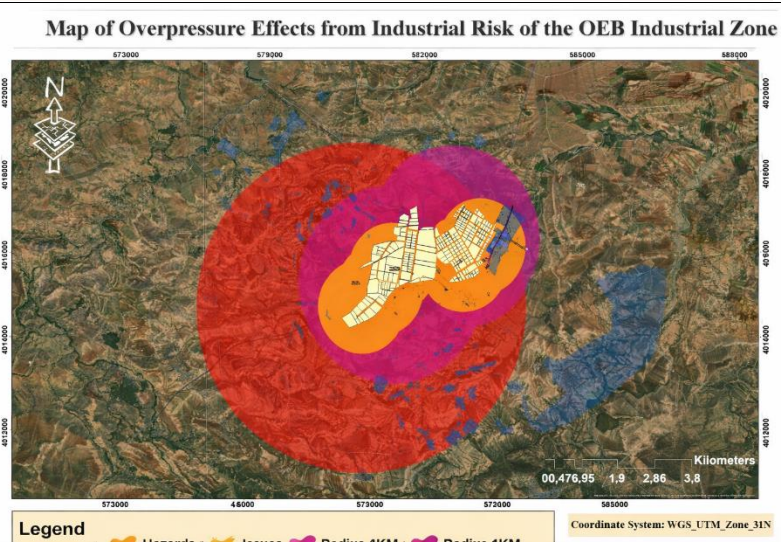 Map of Overpressure Effects from Industrial Risk of the OEB Industrial Zone
573000 579000 582000 585000 588000
4020000 4020000
N
4018000 4018000
4016000
4014000 4014000
4012000 4012000
Kilometers
00,476,95 1,9 2,86 3,8
573000 573000 572000 585000
Legend
Coordinate System: WGS_UTM_Zone_31N